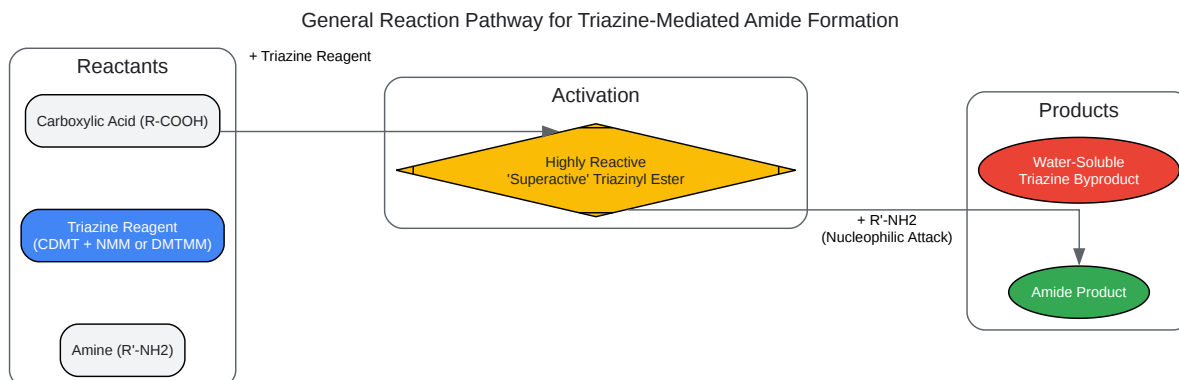 General Reaction Pathway for Triazine-Mediated Amide Formation
Reactants
+ Triazine Reagent
Carboxylic Acid (R-COOH)
Triazine Reagent
(CDMT + NMM or DMTMM)
Amine (R'-NH2)
Activation
Highly Reactive
'Superactive' Triazinyl Ester
+ R'-NH2
(Nucleophilic Attack)
Products
Water-Soluble
Triazine Byproduct
Amide Product